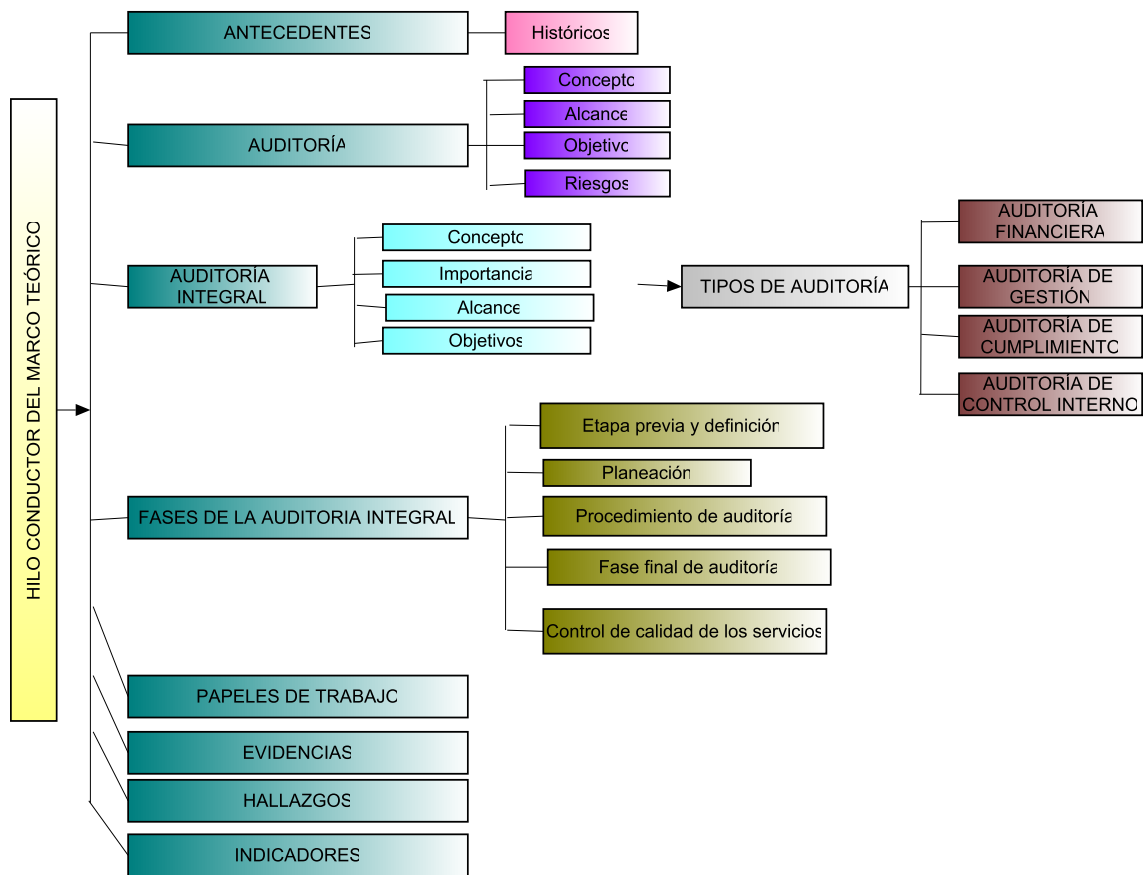 HILO CONDUCTOR DEL MARCO TEÓRICO
ANTECEDENTES
Históricos
AUDITORÍA
Concepto
Alcance
Objetivo
Riesgos
AUDITORÍA
INTEGRAL
Concepto
Importancia
Alcance
Objetivos
TIPOS DE AUDITORÍA
AUDITORÍA
FINANCIERA
AUDITORÍA DE
GESTIÓN
AUDITORÍA DE
CUMPLIMIENTO
AUDITORÍA DE
CONTROL INTERNO
FASES DE LA AUDITORIA INTEGRAL
Etapa previa y definición
Planeación
Procedimiento de auditoría
Fase final de auditoría
Control de calidad de los servicios
PAPELES DE TRABAJO
EVIDENCIAS
HALLAZGOS
INDICADORES